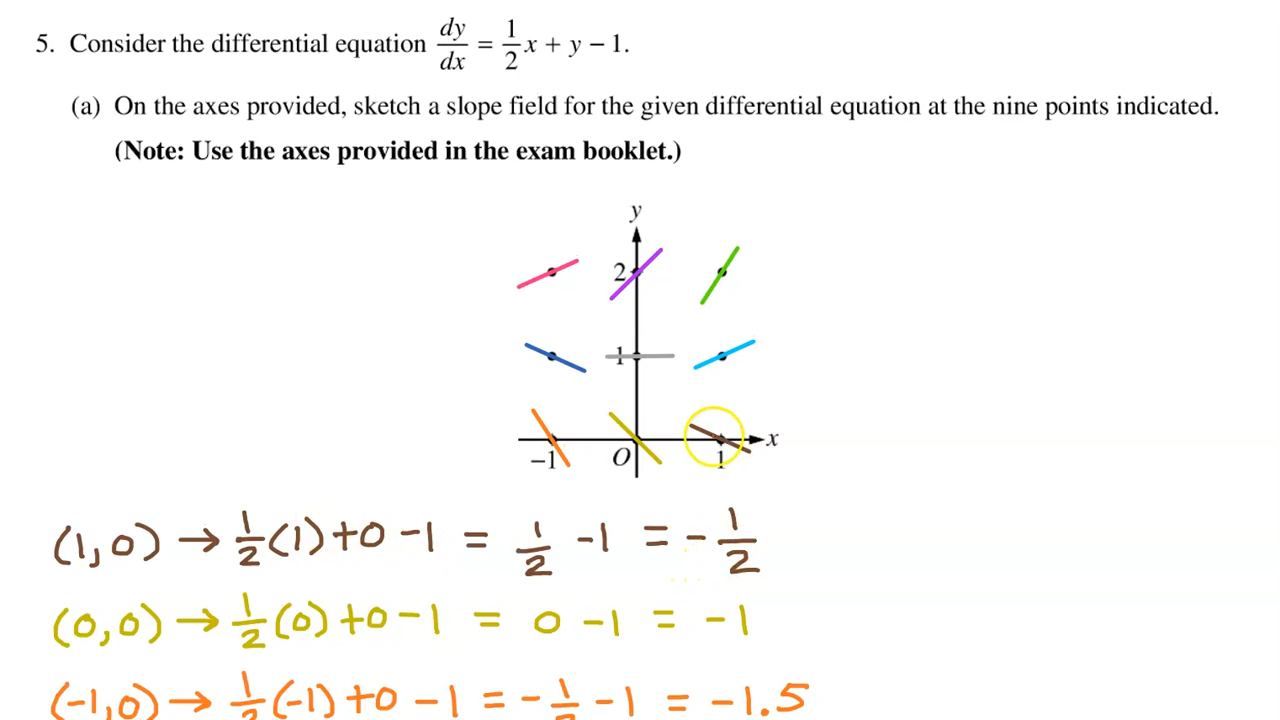 5. Consider the differential equation dy/dx = 1/2 x + y − 1.
(a) On the axes provided, sketch a slope field for the given differential equation at the nine points indicated.
(Note: Use the axes provided in the exam booklet.)
y
2
1
x
−1 O 1
(1,0) → 1/2 (1) + 0 − 1 = 1/2 − 1 = − 1/2
(0,0) → 1/2 (0) + 0 − 1 = 0 − 1 = − 1
(−1,0) → 1/2 (−1) + 0 − 1 = − 1/2 − 1 = − 1.5